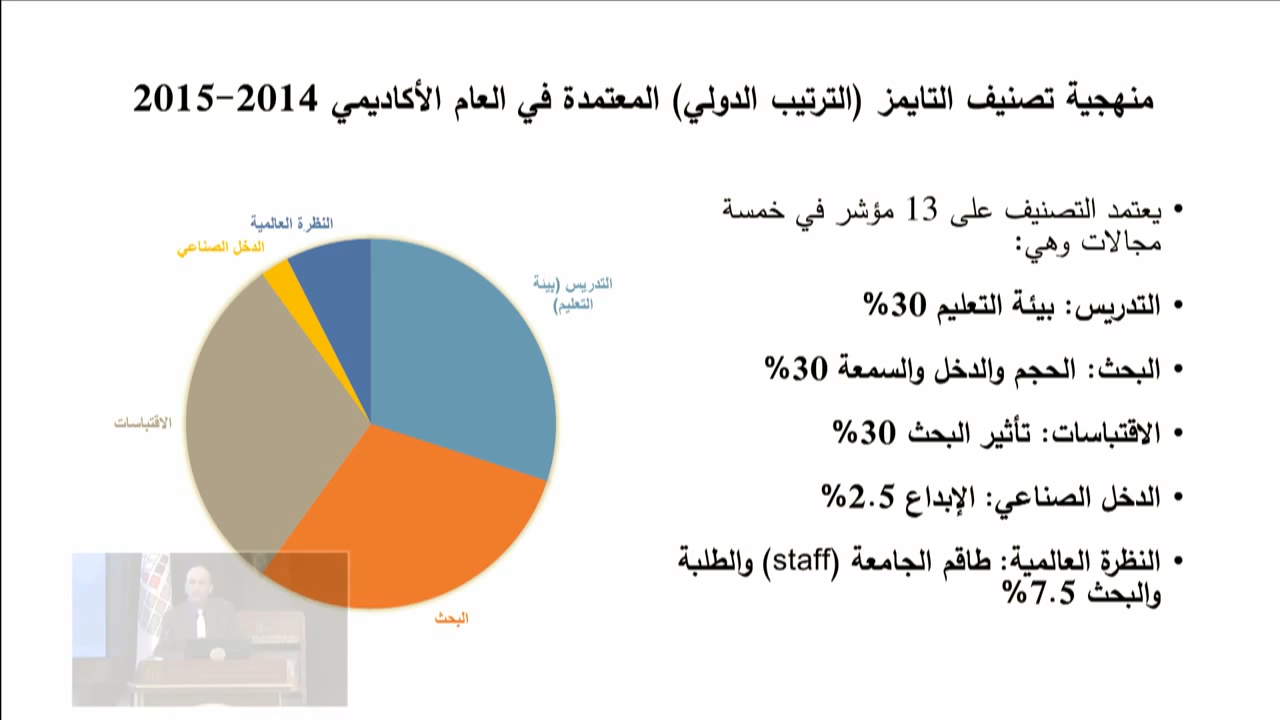 منهجية تصنيف التايمز (الترتيب الدولي) المعتمدة في العام الأكاديمي 2014-2015
• يعتمد التصنيف على 13 مؤشر في خمسة
مجالات وهي:
• التدريس: بيئة التعليم 30%
• البحث: الحجم والدخل والسمعة 30%
• الاقتباسات: تأثير البحث 30%
• الدخل الصناعي: الإبداع 2.5%
• النظرة العالمية: طاقم الجامعة (staff) والطلبة
والبحث 7.5%
النظرة العالمية
الدخل الصناعي
التدريس (بيئة
التعليم)
الاقتباسات
البحث